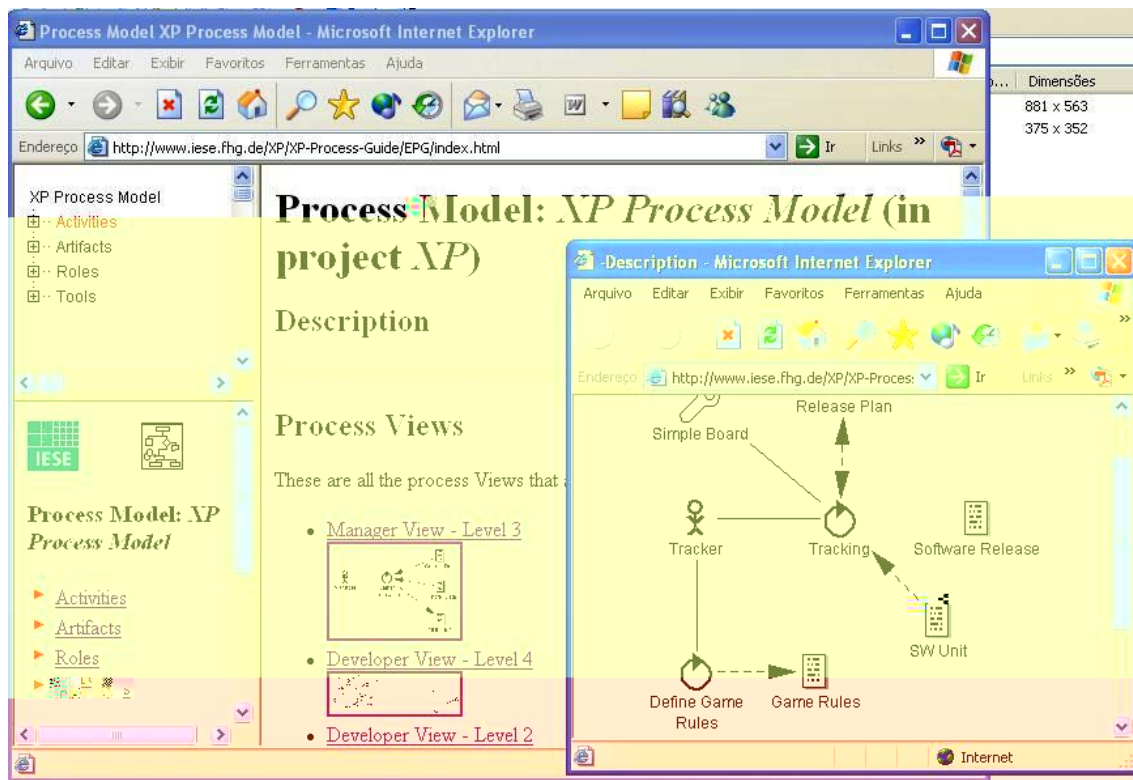 Process Model XP Process Model - Microsoft Internet Explorer
Arquivo Editar Exibir Favoritos Ferramentas Ajuda
Dimensões
881 x 563
375 x 352
Endereço http://www.iese.fhg.de/XP/XP-Process-Guide/EPG/index.html Ir Links
XP Process Model
Activities
Artifacts
Roles
Tools
IESE
Process Model: XP
Process Model
Activities
Artifacts
Roles
Process Model: XP Process Model (in
project XP)
Description
Process Views
These are all the process Views that
Manager View - Level 3
Developer View - Level 4
Developer View - Level 2
-Description - Microsoft Internet Explorer
Arquivo Editar Exibir Favoritos Ferramentas Ajuda
Endereço http://www.iese.fhg.de/XP/XP-Proces Ir Links
Release Plan
Simple Board
Tracker Tracking Software Release
SW Unit
Define Game Game Rules
Rules
Internet